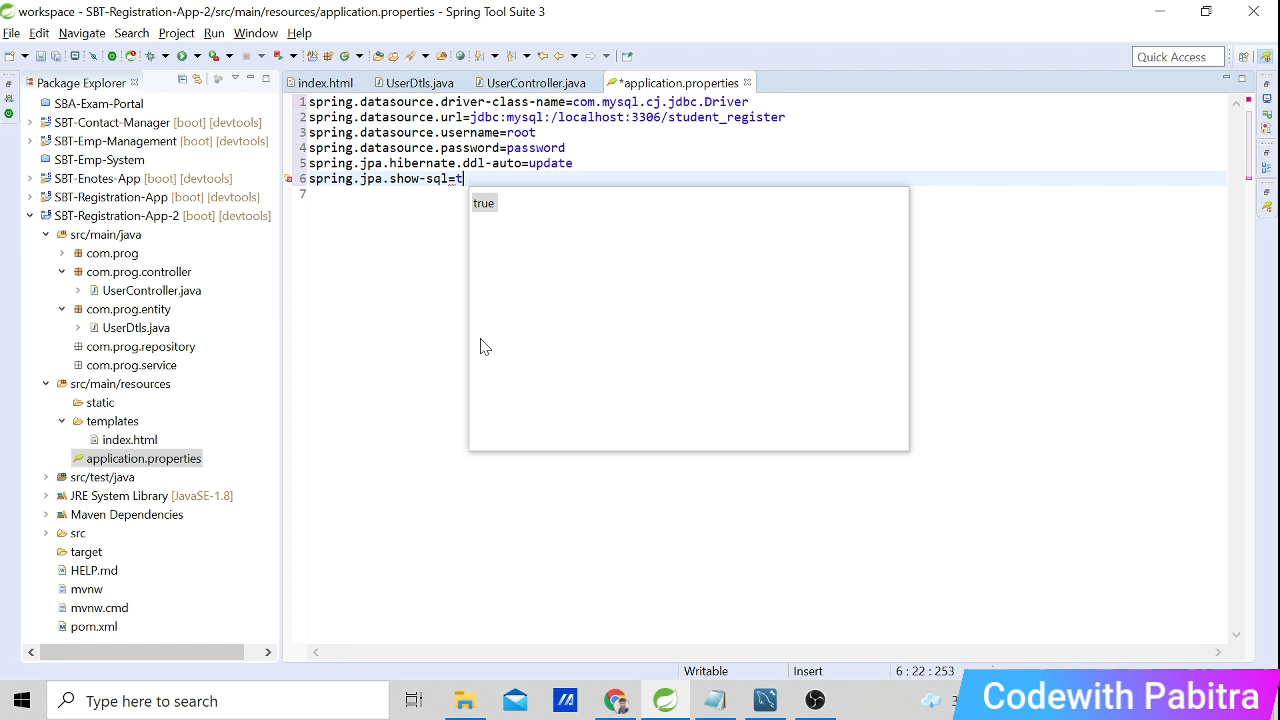 workspace - SBT-Registration-App-2/src/main/resources/application.properties - Spring Tool Suite 3
File Edit Navigate Search Project Run Window Help
Quick Access
Package Explorer
index.html
UserDtls.java
UserController.java
*application.properties
SBA-Exam-Portal
SBT-Contact-Manager [boot] [devtools]
SBT-Emp-Management [boot] [devtools]
SBT-Emp-System
SBT-Enotes-App [boot] [devtools]
SBT-Registration-App [boot] [devtools]
SBT-Registration-App-2 [boot] [devtools]
src/main/java
com.prog
com.prog.controller
UserController.java
com.prog.entity
UserDtls.java
com.prog.repository
com.prog.service
src/main/resources
static
templates
index.html
application.properties
src/test/java
JRE System Library [JavaSE-1.8]
Maven Dependencies
src
target
HELP.md
mvnw
mvnw.cmd
pom.xml
1 spring.datasource.driver-class-name=com.mysql.cj.jdbc.Driver
2 spring.datasource.url=jdbc:mysql:/localhost:3306/student_register
3 spring.datasource.username=root
4 spring.datasource.password=password
5 spring.jpa.hibernate.ddl-auto=update
6 spring.jpa.show-sql=t
7
true
Writable
Insert
6 : 22 : 253
Type here to search
Codewith Pabitra